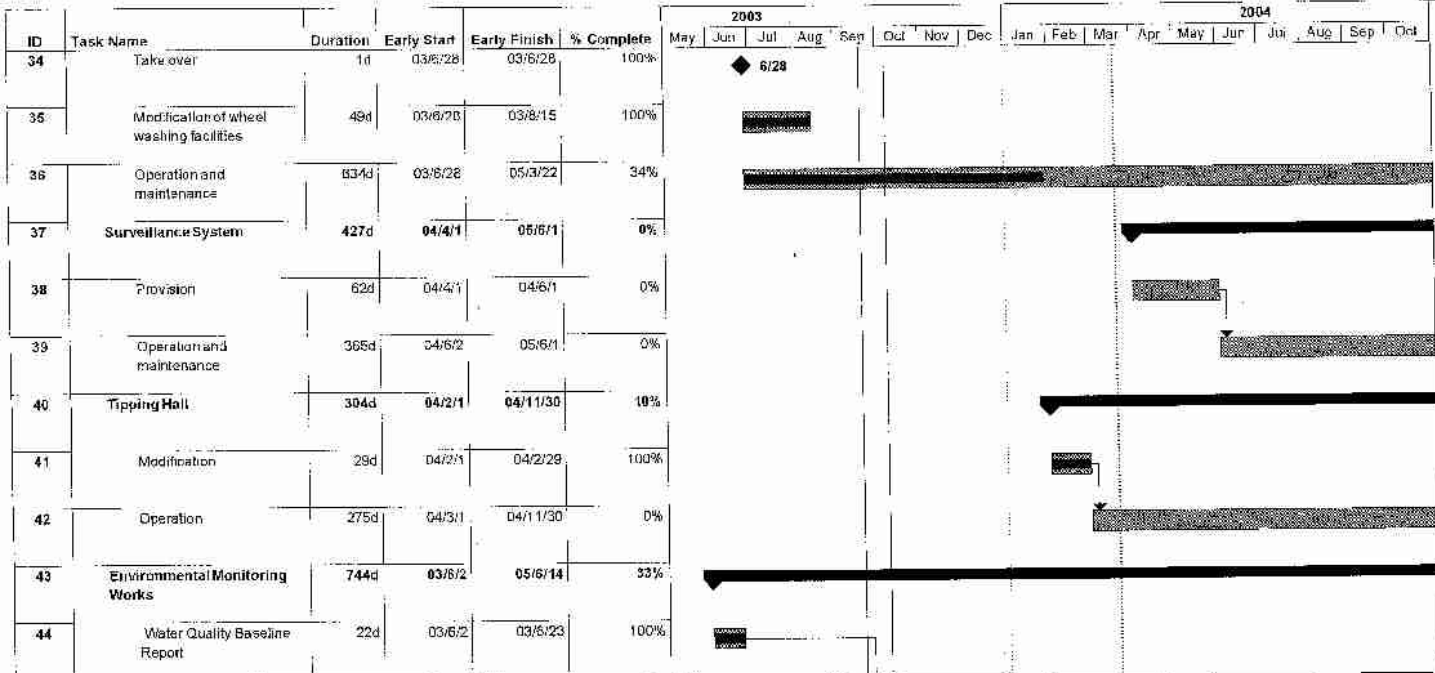 2003 2004
ID Task Name Duration Early Start Early Finish % Complete May Jun Jul Aug Sep Oct Nov Dec Jan Feb Mar Apr May Jun Jul Aug Sep Oct
34 Take over 1d 03/6/28 03/6/28 100% 6/28
35 Modification of wheel 49d 03/6/28 03/8/15 100%
washing facilities
36 Operation and 634d 03/6/28 05/3/22 34%
maintenance
37 Surveillance System 427d 04/4/1 05/6/1 0%
38 Provision 62d 04/4/1 04/6/1 0%
39 Operation and 365d 04/6/2 05/6/1 0%
maintenance
40 Tipping Hall 304d 04/2/1 04/11/30 10%
41 Modification 29d 04/2/1 04/2/29 100%
42 Operation 275d 04/3/1 04/11/30 0%
43 Environmental Monitoring 744d 03/6/2 05/6/14 33%
Works
44 Water Quality Baseline 22d 03/6/2 03/6/23 100%
Report